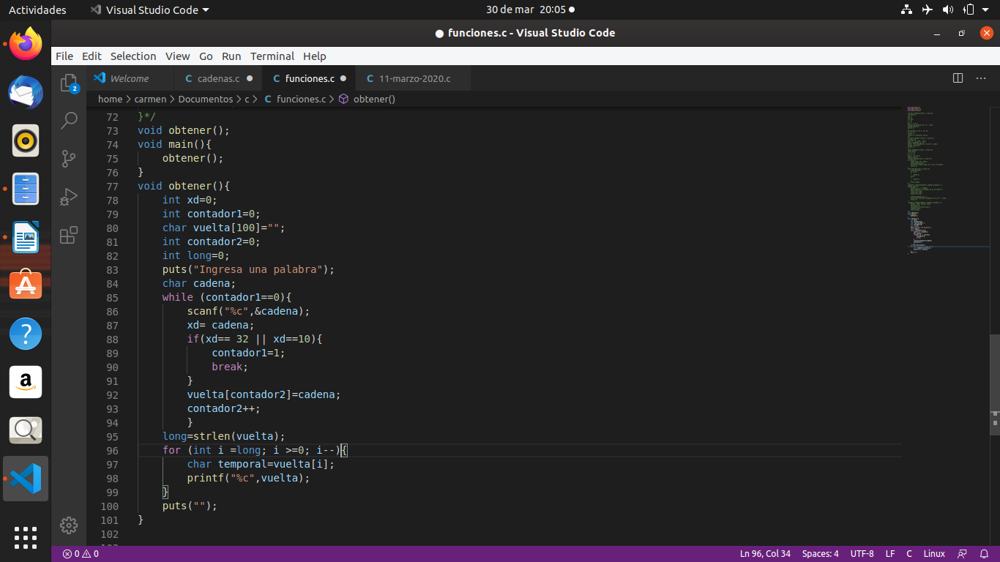 Actividades Visual Studio Code 30 de mar 20:05
funciones.c - Visual Studio Code
File Edit Selection View Go Run Terminal Help
Welcome cadenas.c funciones.c 11-marzo-2020.c
home > carmen > Documentos > c > C funciones.c > obtener()
72 }*/
73 void obtener();
74 void main(){
75 obtener();
76 }
77 void obtener(){
78 int xd=0;
79 int contador1=0;
80 char vuelta[100]="";
81 int contador2=0;
82 int long=0;
83 puts("Ingresa una palabra");
84 char cadena;
85 while (contador1==0){
86 scanf("%c",&cadena);
87 xd= cadena;
88 if(xd== 32 || xd==10){
89 contador1=1;
90 break;
91 }
92 vuelta[contador2]=cadena;
93 contador2++;
94 }
95 long=strlen(vuelta);
96 for (int i =long; i >=0; i--){
97 char temporal=vuelta[i];
98 printf("%c",vuelta);
99 }
100 puts("");
101 }
102
0 0 Ln 96, Col 34 Spaces: 4 UTF-8 LF C Linux